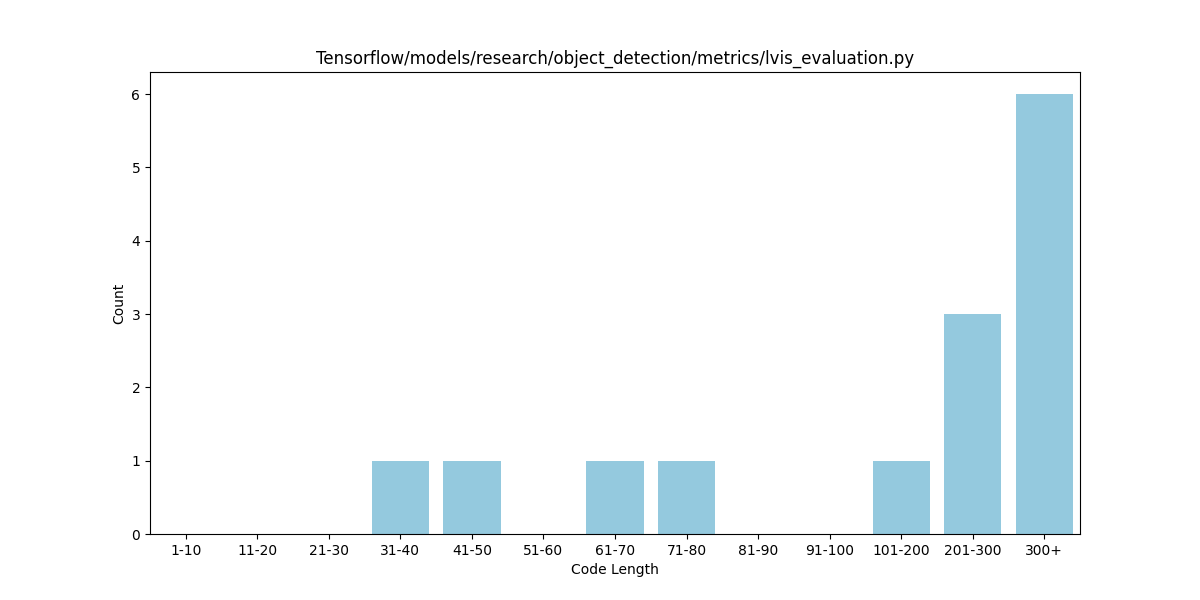 Tensorflow/models/research/object_detection/metrics/lvis_evaluation.py
6
5
4
3
2
1
0
Count
1-10 11-20 21-30 31-40 41-50 51-60 61-70 71-80 81-90 91-100 101-200 201-300 300+
Code Length